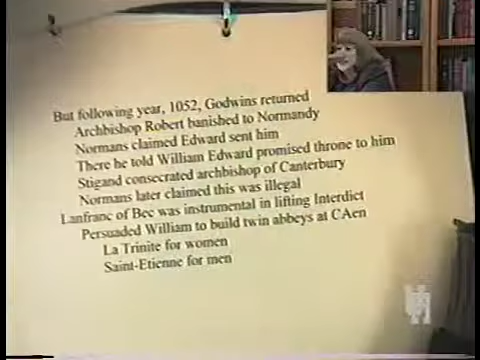 But following year, 1052, Godwins returned
Archbishop Robert banished to Normandy
Normans claimed Edward sent him
There he told William Edward promised throne to him
Stigand consecrated archbishop of Canterbury
Normans later claimed this was illegal
Lanfranc of Bec was instrumental in lifting Interdict
Persuaded William to build twin abbeys at CAen
La Trinite for women
Saint-Etienne for men